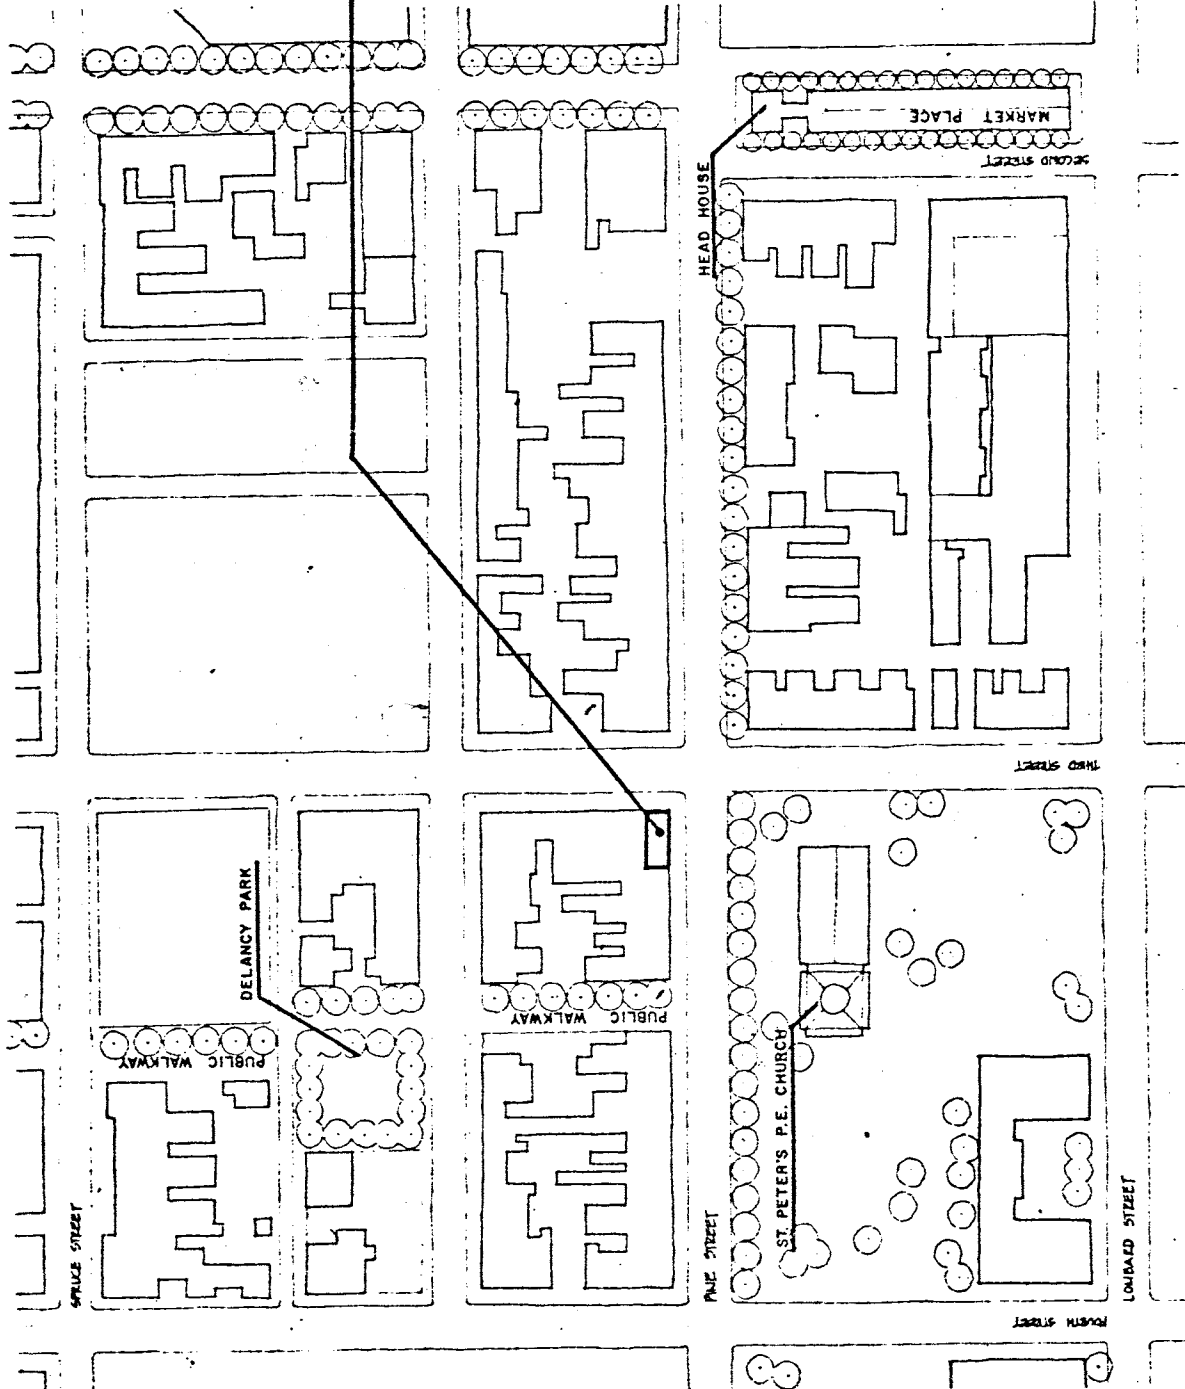 MARKET PLACE
SECOND STREET
HEAD HOUSE
THIRD STREET
DELANCY PARK
PUBLIC WALKWAY
PUBLIC WALKWAY
ST. PETER'S P.E. CHURCH
SPRUCE STREET
PINE STREET
LOMBARD STREET
FOURTH STREET